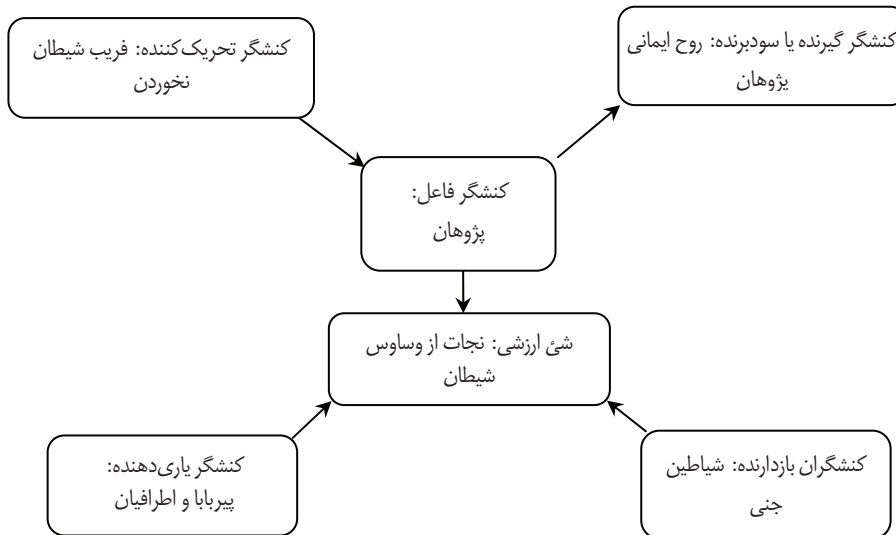 کنشگر گیرنده یا سودبرنده: روح ایمانی
پژوهان
کنشگر تحریک‌کننده: فریب شیطان
نخوردن
کنشگر فاعل:
پژوهان
شئ ارزشی: نجات از وساوس
شیطان
کنشگران بازدارنده: شیاطین
جنی
کنشگر یاری‌دهنده:
پیربابا و اطرافیان